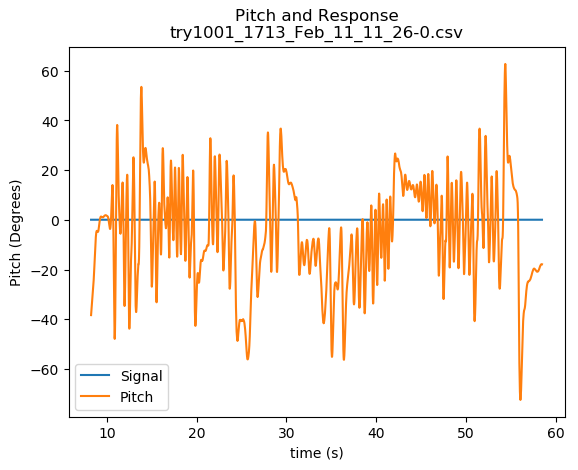 Pitch and Response
try1001_1713_Feb_11_11_26-0.csv
Pitch (Degrees)
60
40
20
0
−20
−40
−60
Signal
Pitch
10
20
30
40
50
60
time (s)